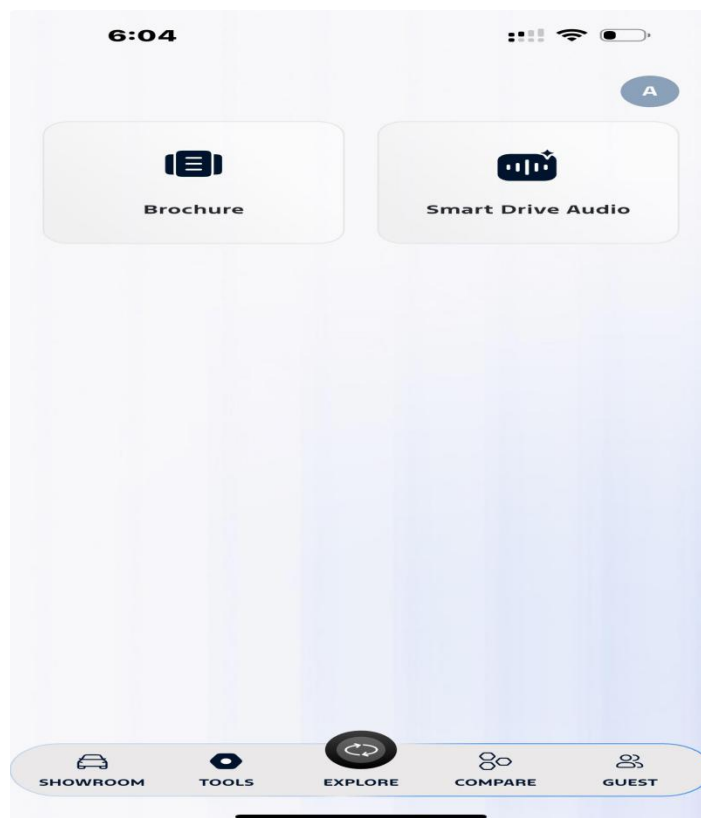 6:04
A
Brochure
Smart Drive Audio
SHOWROOM
TOOLS
EXPLORE
COMPARE
GUEST